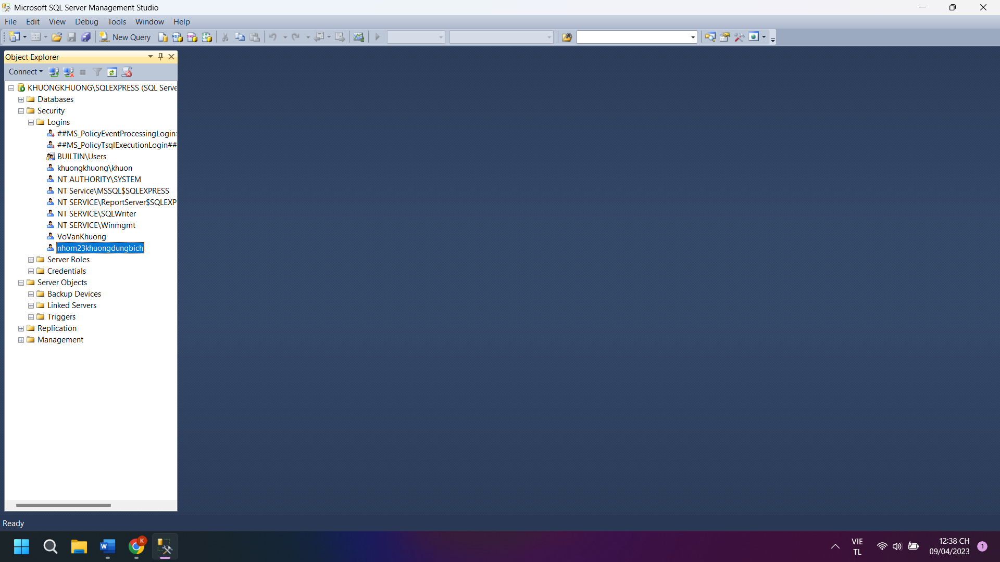 Microsoft SQL Server Management Studio
File Edit View Debug Tools Window Help
New Query
Object Explorer
Connect
KHUONGKHUONG\SQLEXPRESS (SQL Serve
Databases
Security
Logins
##MS_PolicyEventProcessingLogin#
##MS_PolicyTsqlExecutionLogin##
BUILTIN\Users
khuongkhuong\khuon
NT AUTHORITY\SYSTEM
NT Service\MSSQL$SQLEXPRESS
NT SERVICE\ReportServer$SQLEXP
NT SERVICE\SQLWriter
NT SERVICE\Winmgmt
VoVanKhuong
nhom23khuongdungbich
Server Roles
Credentials
Server Objects
Backup Devices
Linked Servers
Triggers
Replication
Management
Ready
W
K
VIE
TL
12:38 CH
09/04/2023
1